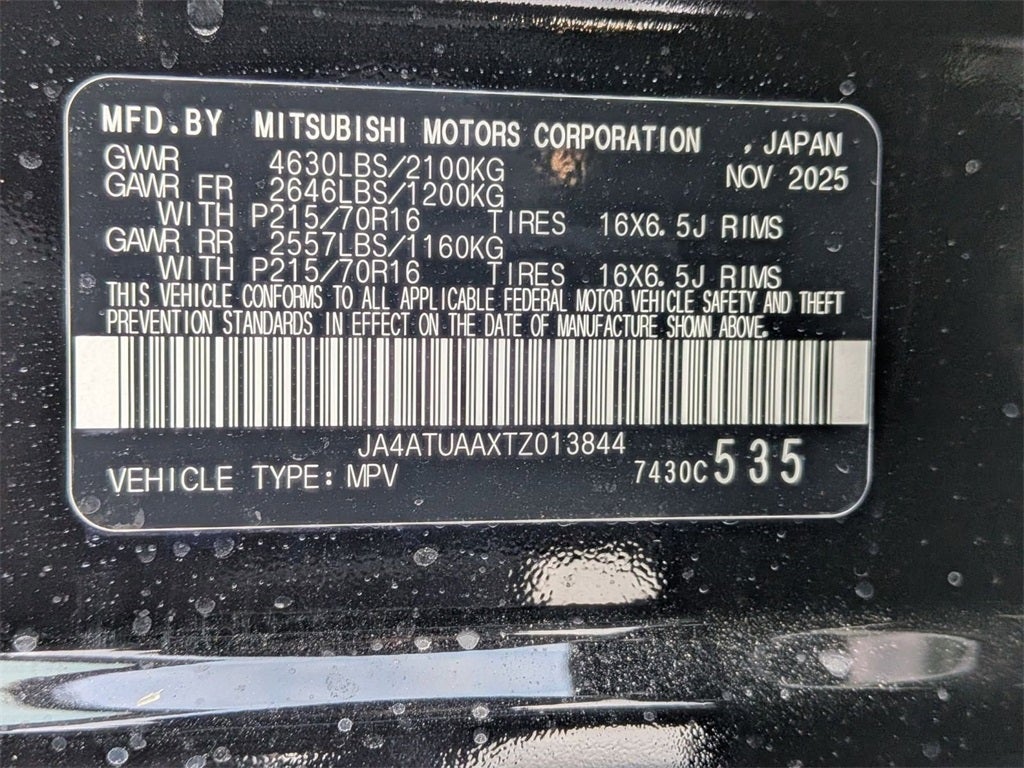 MFD.BY MITSUBISHI MOTORS CORPORATION , JAPAN
GVWR 4630LBS/2100KG NOV 2025
GAWR FR 2646LBS/1200KG
WITH P215/70R16 TIRES 16X6.5J RIMS
GAWR RR 2557LBS/1160KG
WITH P215/70R16 TIRES 16X6.5J RIMS
THIS VEHICLE CONFORMS TO ALL APPLICABLE FEDERAL MOTOR VEHICLE SAFETY AND THEFT
PREVENTION STANDARDS IN EFFECT ON THE DATE OF MANUFACTURE SHOWN ABOVE.
JA4ATUAAXTZ013844
VEHICLE TYPE: MPV 7430C 535